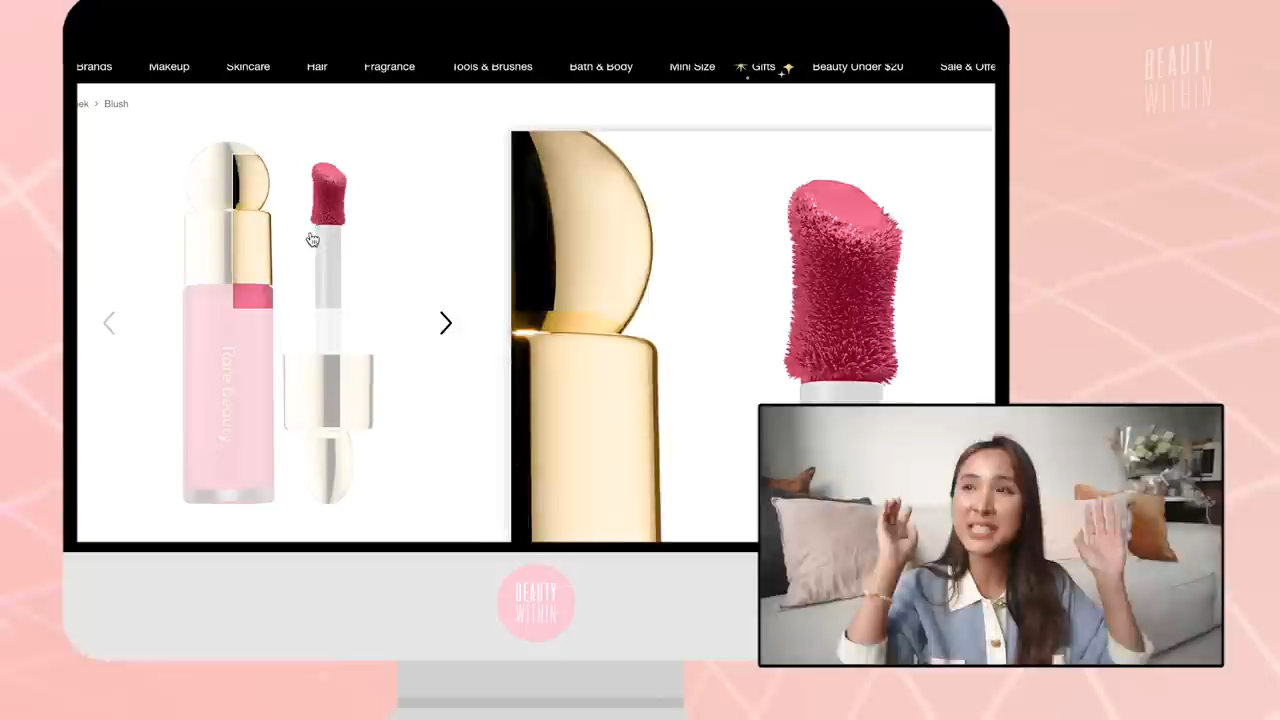 Brands Makeup Skincare Hair Fragrance Tools & Brushes Bath & Body Mini Size Gifts Beauty Under $20 Sale & Offe
ek > Blush
Rare Beauty
BEAUTY
WITHIN
BEAUTY
WITHIN